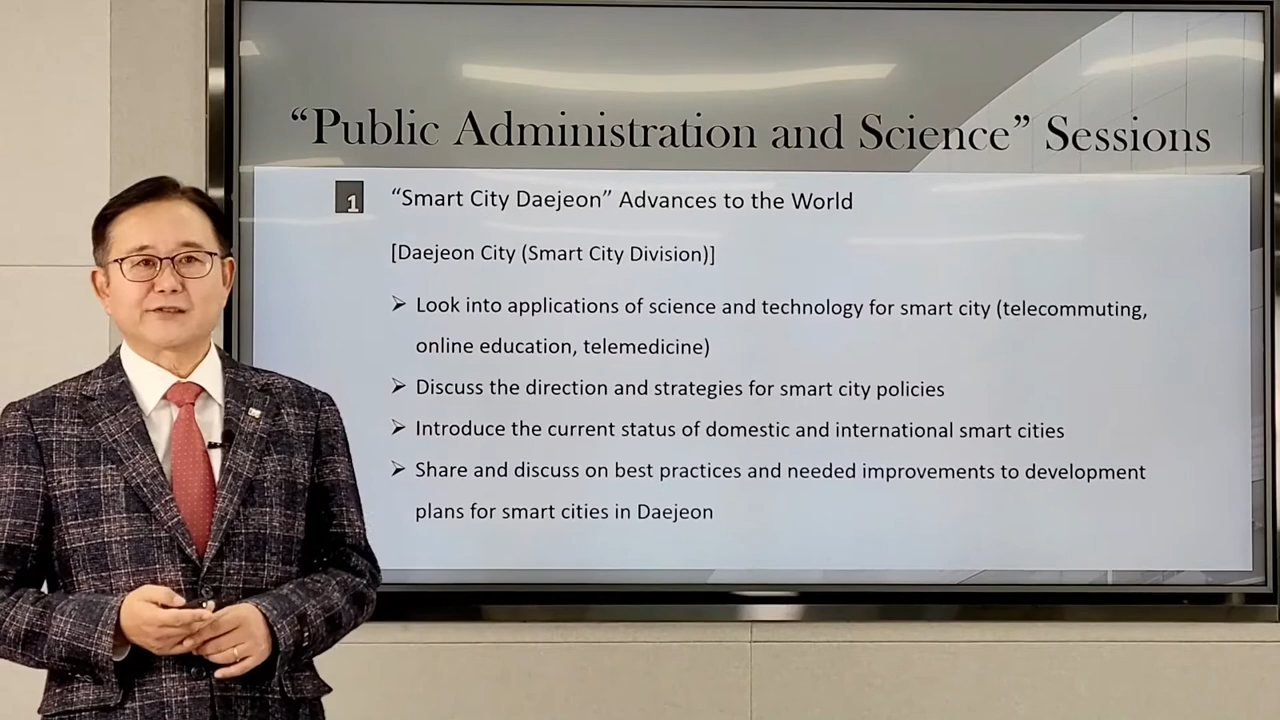 “Public Administration and Science” Sessions
1 “Smart City Daejeon” Advances to the World
[Daejeon City (Smart City Division)]
➢ Look into applications of science and technology for smart city (telecommuting,
online education, telemedicine)
➢ Discuss the direction and strategies for smart city policies
➢ Introduce the current status of domestic and international smart cities
➢ Share and discuss on best practices and needed improvements to development
plans for smart cities in Daejeon